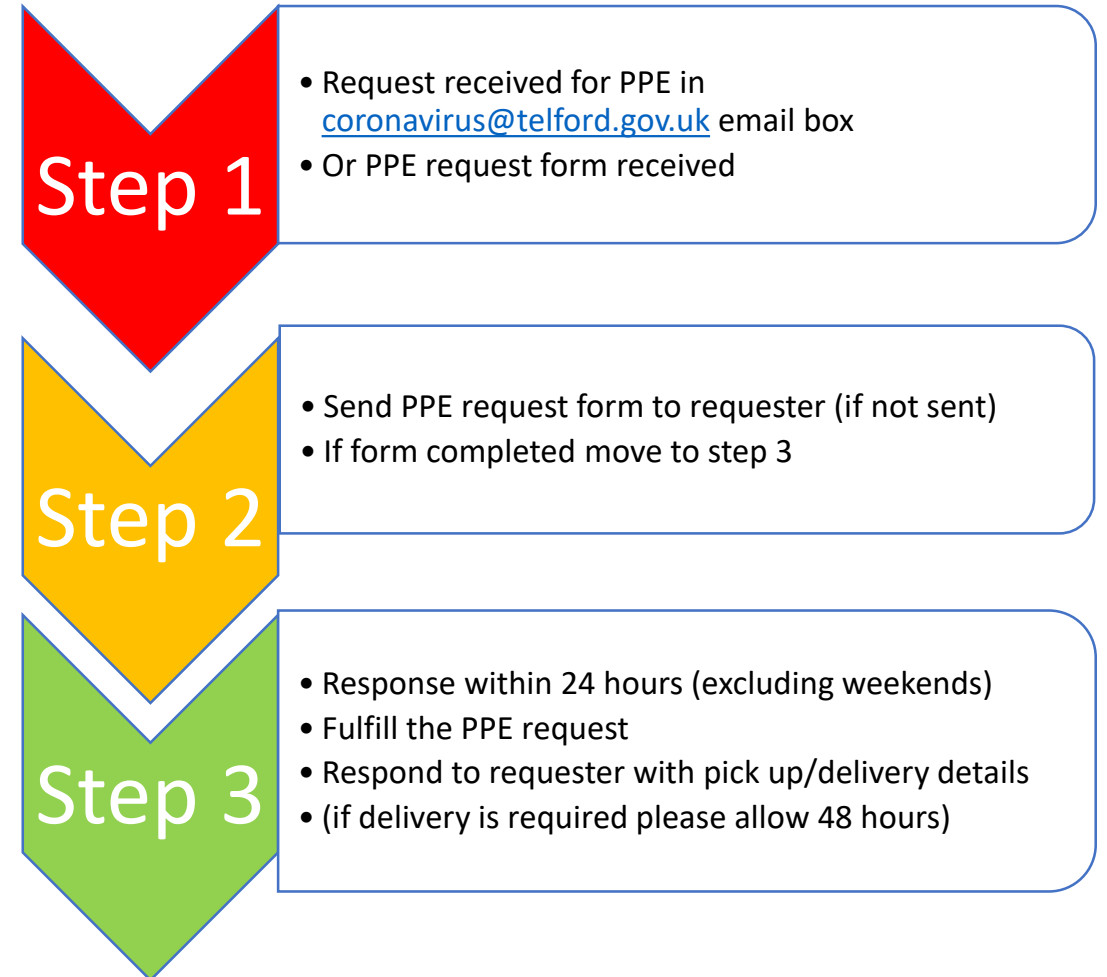 Step 1
• Request received for PPE in
coronavirus@telford.gov.uk email box
• Or PPE request form received
Step 2
• Send PPE request form to requester (if not sent)
• If form completed move to step 3
Step 3
• Response within 24 hours (excluding weekends)
• Fulfill the PPE request
• Respond to requester with pick up/delivery details
• (if delivery is required please allow 48 hours)